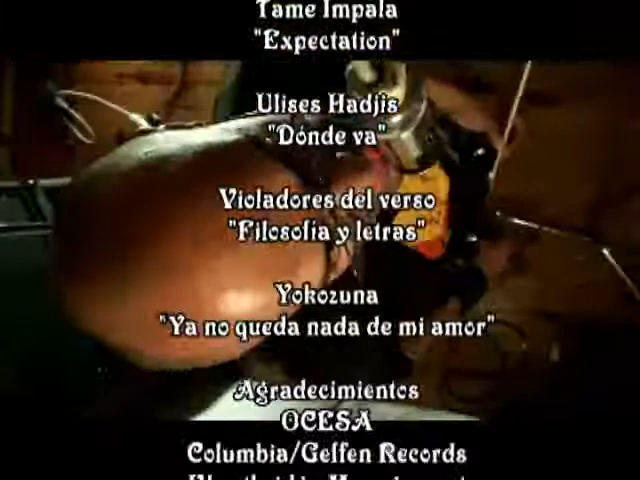 Tame Impala
"Expectation"
Ulises Hadjis
"Dónde va"
Violadores del verso
"Filosofía y letras"
Yokozuna
"Ya no queda nada de mi amor"
Agradecimientos
OCESA
Columbia/Geffen Records